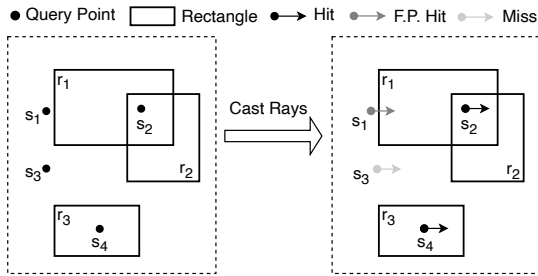 Query Point Rectangle Hit F.P. Hit Miss
r1
s1
s2
s3
r2
r3
s4
Cast Rays
r1
s1
s2
s3
r2
r3
s4